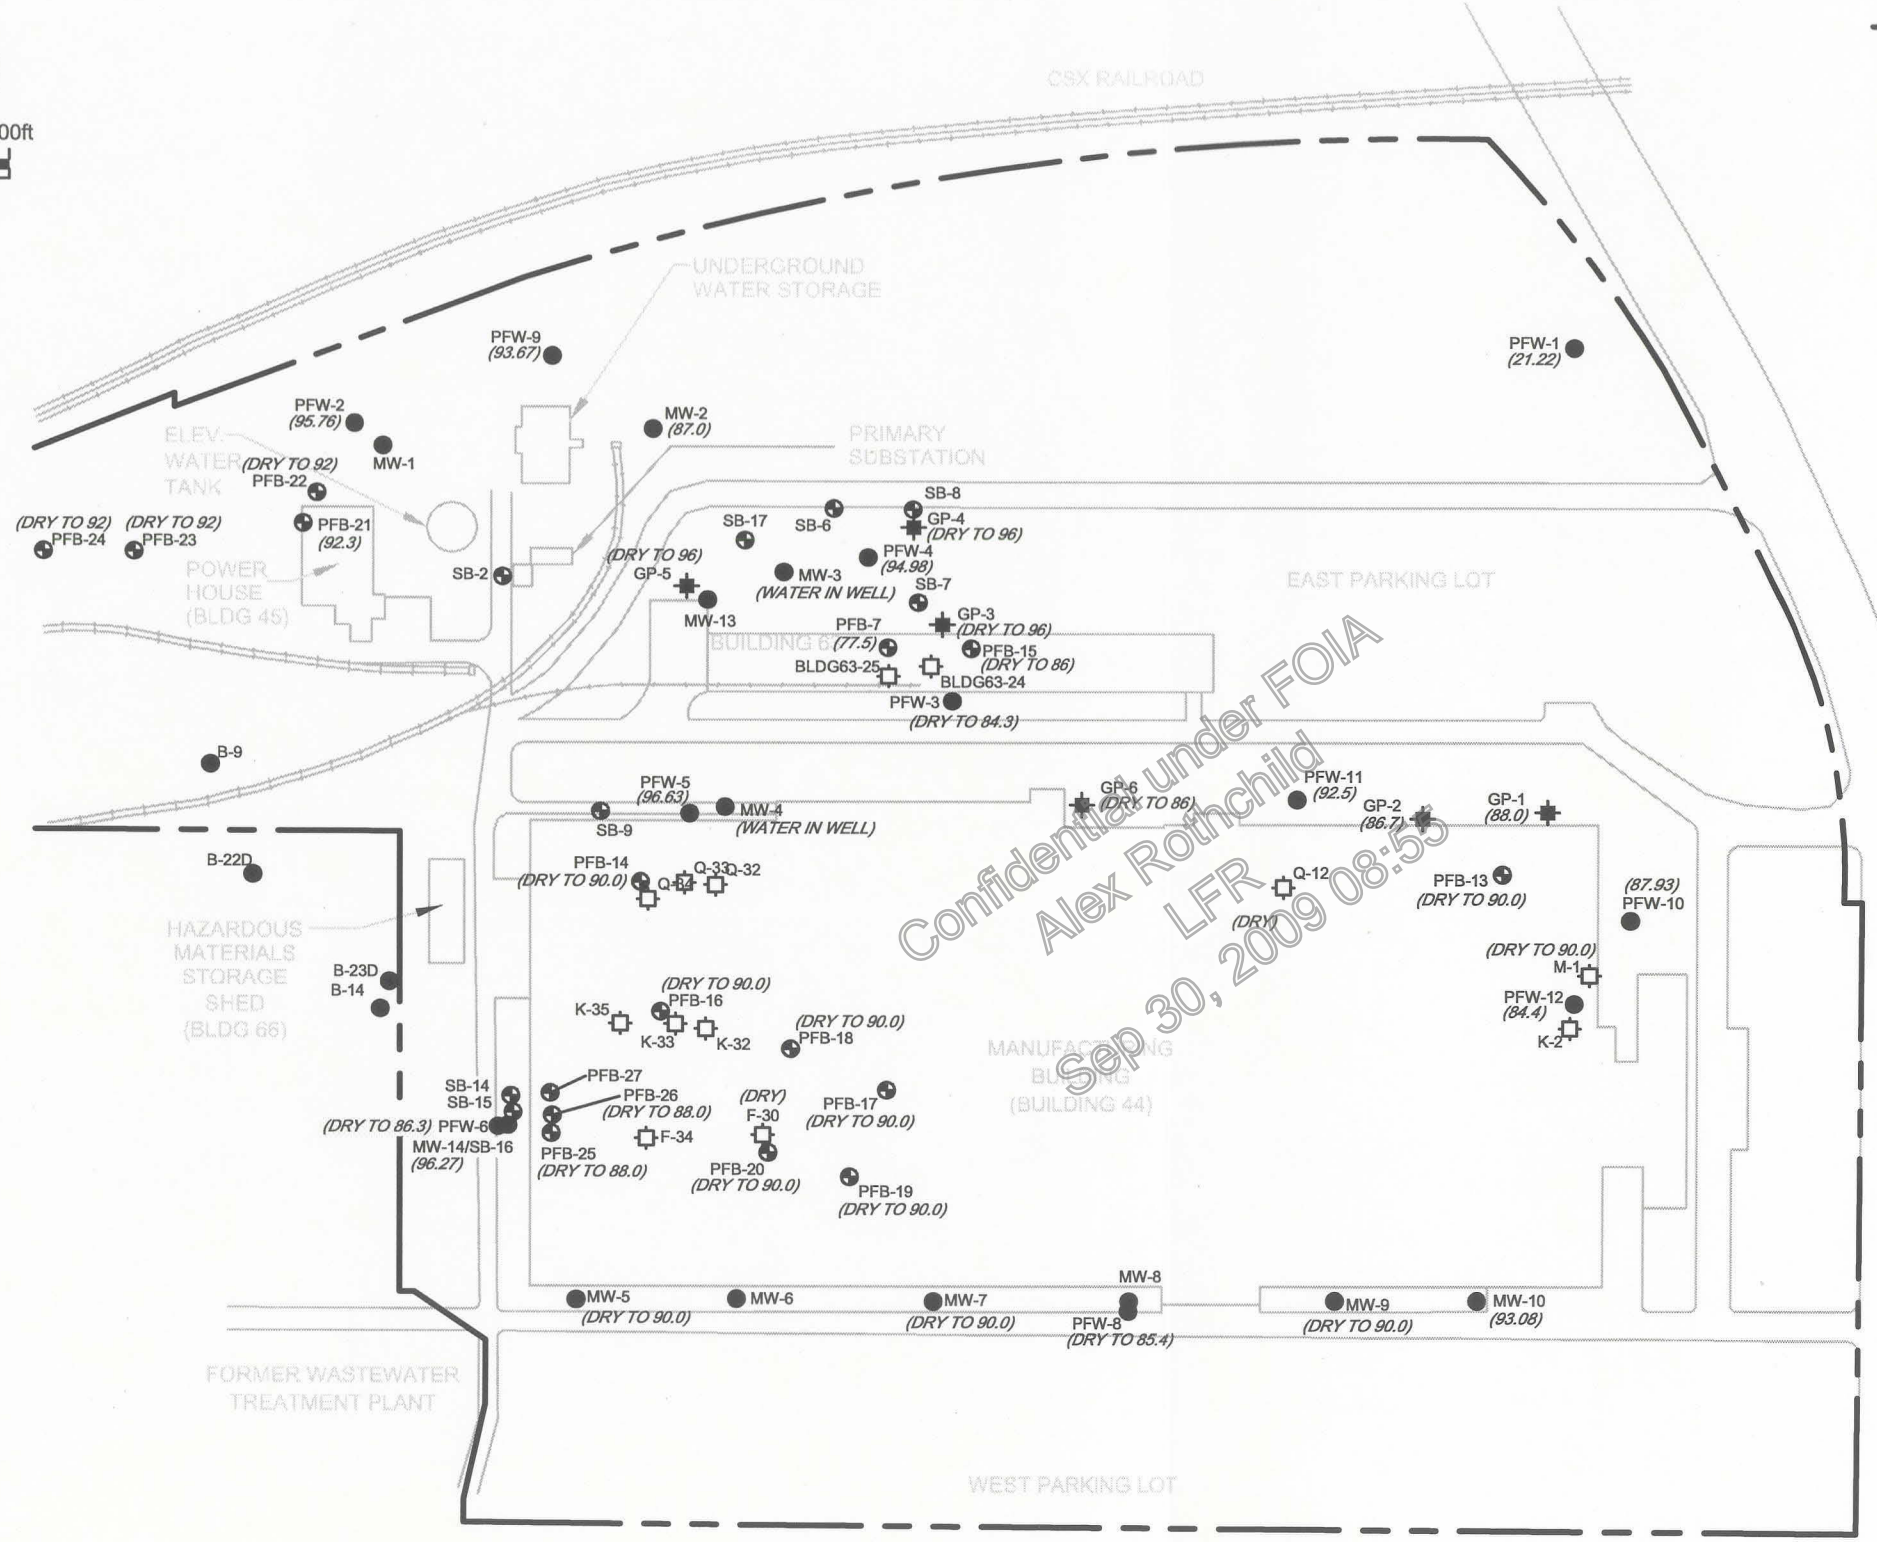 CSX RAILROAD
00ft
UNDERGROUND
WATER STORAGE
PFW-9
(93.67)
PFW-1
(21.22)
PFW-2
(95.76)
MW-1
MW-2
(87.0)
ELEV.
WATER
TANK
PRIMARY
SUBSTATION
(DRY TO 92)
PFB-22
(DRY TO 92)
PFB-24
(DRY TO 92)
PFB-23
PFB-21
(92.3)
SB-17
SB-6
SB-8
GP-4
(DRY TO 96)
(DRY TO 96)
GP-5
PFW-4
(94.98)
MW-3
(WATER IN WELL)
SB-2
POWER
HOUSE
(BLDG 45)
EAST PARKING LOT
SB-7
MW-13
GP-3
(DRY TO 96)
PFB-7
(77.5)
BUILDING 63
PFB-15
(DRY TO 86)
BLDG63-25
BLDG63-24
PFW-3
(DRY TO 84.3)
B-9
PFW-5
(96.63)
MW-4
(WATER IN WELL)
SB-9
GP-6
(DRY TO 86)
PFW-11
(92.5)
GP-2
(86.7)
GP-1
(88.0)
B-22D
PFB-14
(DRY TO 90.0)
Q-34
Q-33
Q-32
Q-12
(DRY)
PFB-13
(DRY TO 90.0)
(87.93)
PFW-10
HAZARDOUS
MATERIALS
STORAGE
SHED
(BLDG 66)
B-23D
B-14
(DRY TO 90.0)
M-1
PFW-12
(84.4)
K-2
(DRY TO 90.0)
PFB-16
K-35
K-33
K-32
(DRY TO 90.0)
PFB-18
MANUFACTURING
BUILDING
(BUILDING 44)
Confidential under FOIA
Alex Rothchild
LFR
Sep 30, 2009 08:55
SB-14
SB-15
PFB-27
PFB-26
(DRY TO 88.0)
(DRY)
F-30
PFB-17
(DRY TO 90.0)
(DRY TO 86.3) PFW-6
MW-14/SB-16
(96.27)
F-34
PFB-25
(DRY TO 88.0)
PFB-20
(DRY TO 90.0)
PFB-19
(DRY TO 90.0)
MW-5
(DRY TO 90.0)
MW-6
MW-7
(DRY TO 90.0)
MW-8
PFW-8
(DRY TO 85.4)
MW-9
(DRY TO 90.0)
MW-10
(93.08)
FORMER WASTEWATER
TREATMENT PLANT
WEST PARKING LOT